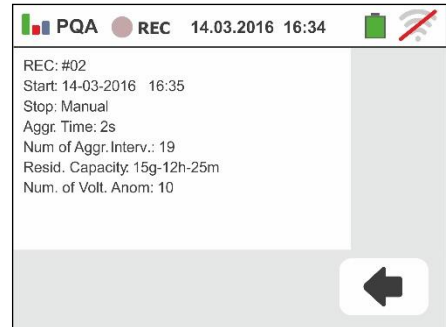 PQA REC 14.03.2016 16:34
REC: #02
Start: 14-03-2016 16:35
Stop: Manual
Aggr. Time: 2s
Num of Aggr. Interv.: 19
Resid. Capacity: 15g-12h-25m
Num. of Volt. Anom: 10